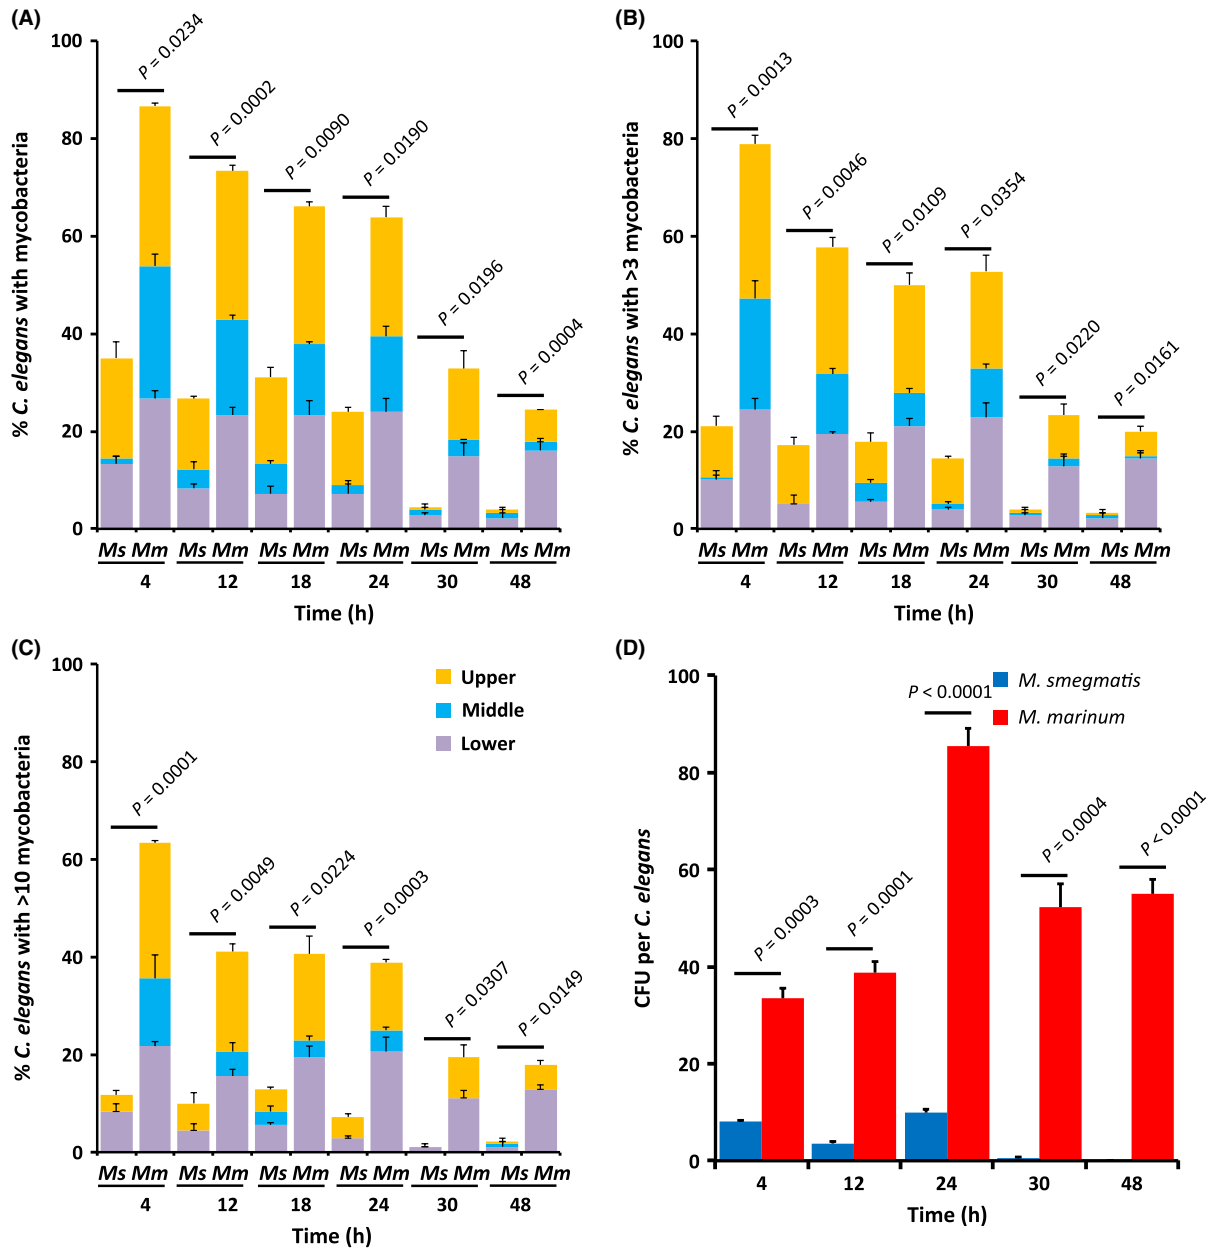 (A)
% C. elegans with mycobacteria
100
80
60
40
20
0
P = 0.0234
P = 0.0002
P = 0.0090
P = 0.0190
P = 0.0196
P = 0.0004
Ms Mm Ms Mm Ms Mm Ms Mm Ms Mm Ms Mm
4 12 18 24 30 48
Time (h)
(B)
% C. elegans with >3 mycobacteria
100
80
60
40
20
0
P = 0.0013
P = 0.0046
P = 0.0109
P = 0.0354
P = 0.0220
P = 0.0161
Ms Mm Ms Mm Ms Mm Ms Mm Ms Mm Ms Mm
4 12 18 24 30 48
Time (h)
(C)
% C. elegans with >10 mycobacteria
100
80
60
40
20
0
Upper
Middle
Lower
P = 0.0001
P = 0.0049
P = 0.0224
P = 0.0003
P = 0.0307
P = 0.0149
Ms Mm Ms Mm Ms Mm Ms Mm Ms Mm Ms Mm
4 12 18 24 30 48
Time (h)
(D)
CFU per C. elegans
100
80
60
40
20
0
M. smegmatis
M. marinum
P = 0.0003
P = 0.0001
P < 0.0001
P = 0.0004
P < 0.0001
4 12 24 30 48
Time (h)